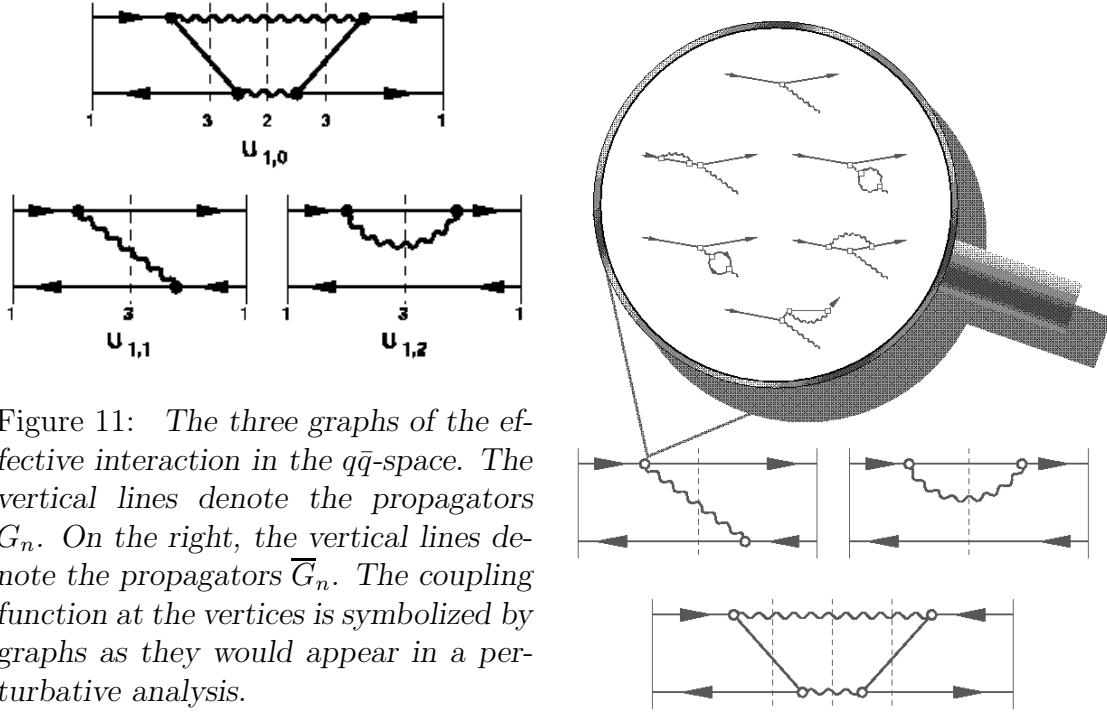 1 3 2 3 1
U 1,0
1 3 1 1 3 1
U 1,1 U 1,2
Figure 11: The three graphs of the ef-
fective interaction in the qq̄-space. The
vertical lines denote the propagators
G_n. On the right, the vertical lines de-
note the propagators G̅_n. The coupling
function at the vertices is symbolized by
graphs as they would appear in a per-
turbative analysis.